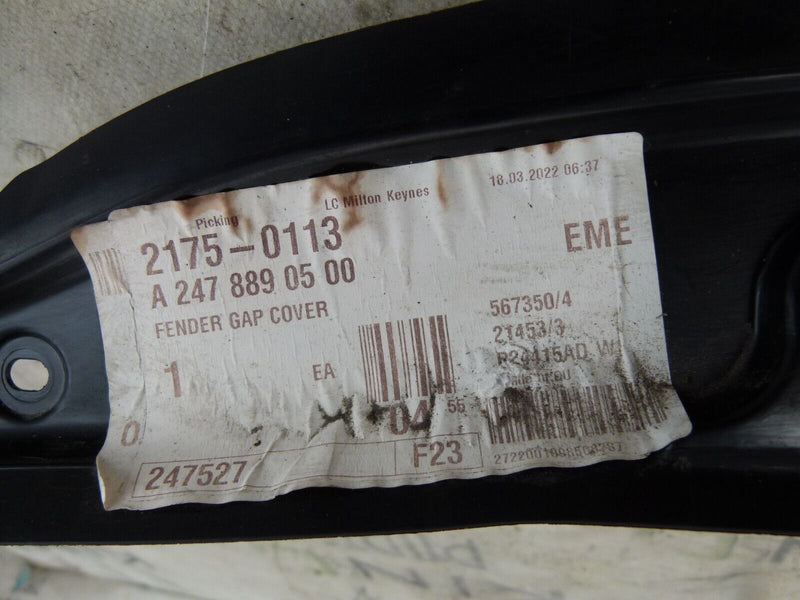 18.03.2022 06:37
LC Milton Keynes
Picking
2175-0113
EME
A 247 889 05 00
FENDER GAP COVER
567350/4
21453/3
1
EA
04
55
0
247527
F23